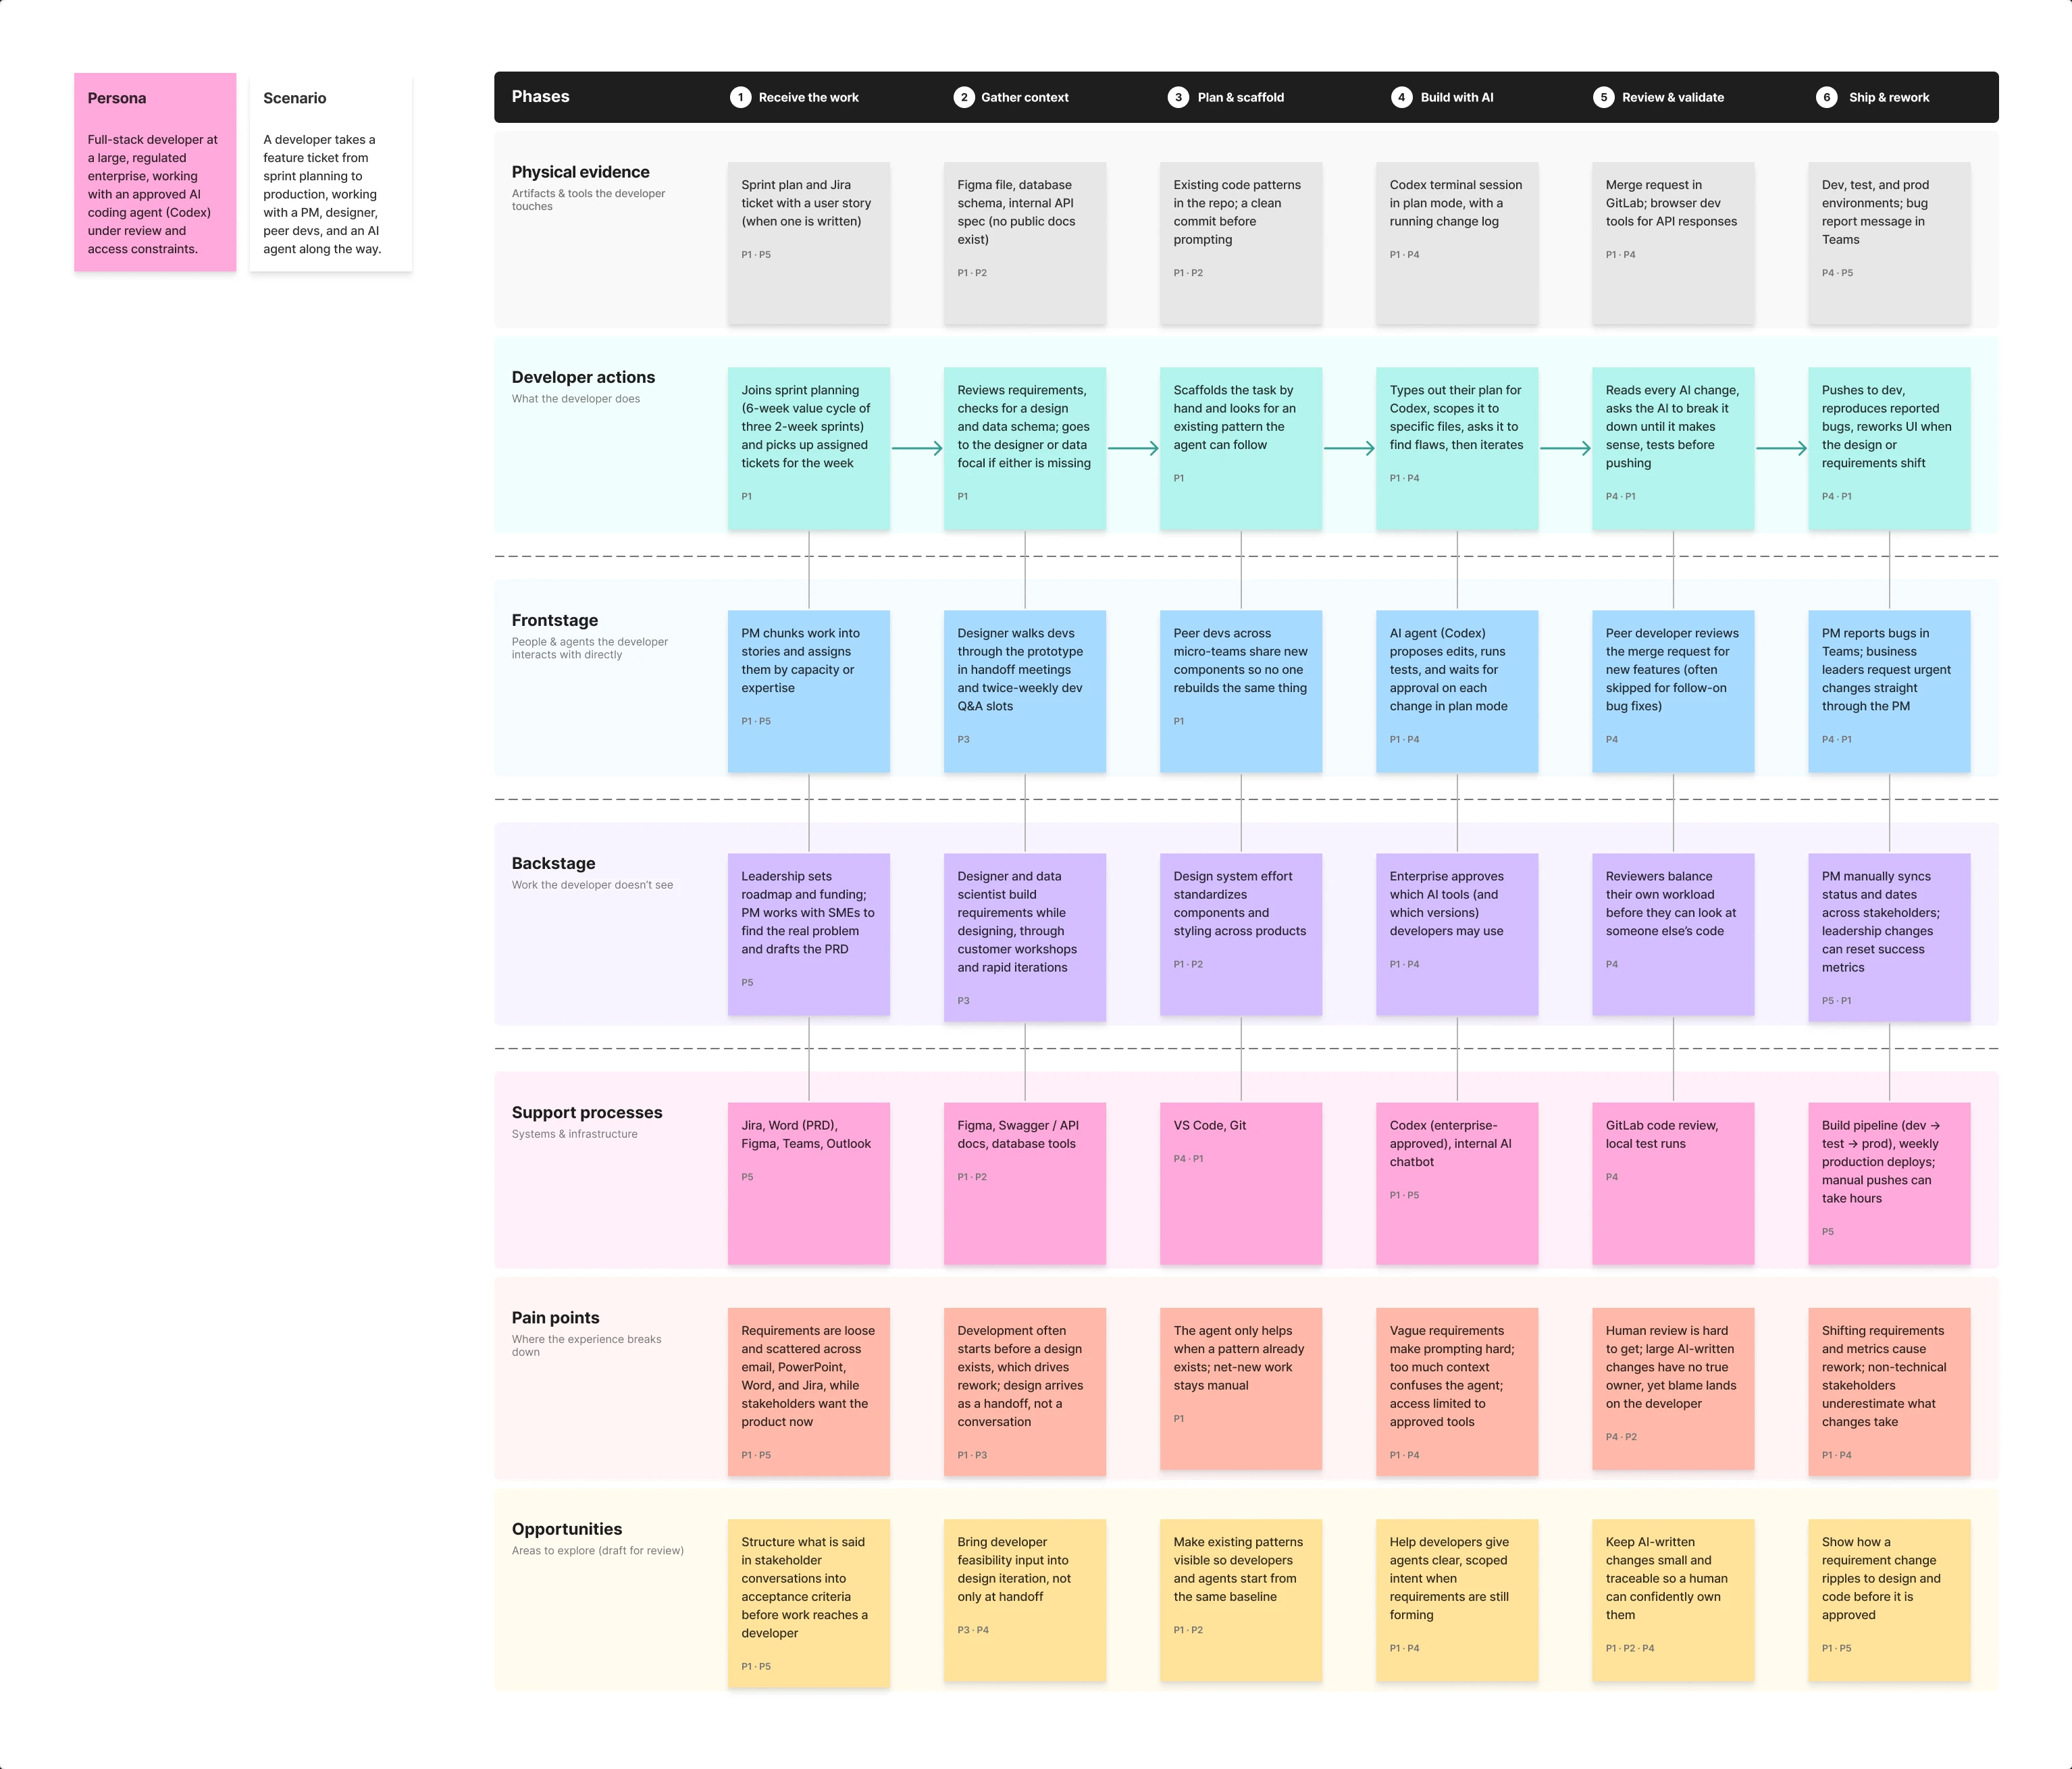 Persona
Full-stack developer at
a large, regulated
enterprise, working
with an approved AI
coding agent (Codex)
under review and
access constraints.
Scenario
A developer takes a
feature ticket from
sprint planning to
production, working
with a PM, designer,
peer devs, and an AI
agent along the way.
Phases
1 Receive the work
2 Gather context
3 Plan & scaffold
4 Build with AI
5 Review & validate
6 Ship & rework
Physical evidence
Artifacts & tools the developer
touches
Sprint plan and Jira
ticket with a user story
(when one is written)
P1 · P5
Figma file, database
schema, internal API
spec (no public docs
exist)
P1 · P2
Existing code patterns
in the repo; a clean
commit before
prompting
P1 · P2
Codex terminal session
in plan mode, with a
running change log
P1 · P4
Merge request in
GitLab; browser dev
tools for API responses
P1 · P4
Dev, test, and prod
environments; bug
report message in
Teams
P4 · P5
Developer actions
What the developer does
Joins sprint planning
(6-week value cycle of
three 2-week sprints)
and picks up assigned
tickets for the week
P1
Reviews requirements,
checks for a design
and data schema; goes
to the designer or data
focal if either is missing
P1
Scaffolds the task by
hand and looks for an
existing pattern the
agent can follow
P1
Types out their plan for
Codex, scopes it to
specific files, asks it to
find flaws, then iterates
P1 · P4
Reads every AI change,
asks the AI to break it
down until it makes
sense, tests before
pushing
P4 · P1
Pushes to dev,
reproduces reported
bugs, reworks UI when
the design or
requirements shift
P4 · P1
Frontstage
People & agents the developer
interacts with directly
PM chunks work into
stories and assigns
them by capacity or
expertise
P1 · P5
Designer walks devs
through the prototype
in handoff meetings
and twice-weekly dev
Q&A slots
P3
Peer devs across
micro-teams share new
components so no one
rebuilds the same thing
P1
AI agent (Codex)
proposes edits, runs
tests, and waits for
approval on each
change in plan mode
P1 · P4
Peer developer reviews
the merge request for
new features (often
skipped for follow-on
bug fixes)
P4
PM reports bugs in
Teams; business
leaders request urgent
changes straight
through the PM
P4 · P1
Backstage
Work the developer doesn't see
Leadership sets
roadmap and funding;
PM works with SMEs to
find the real problem
and drafts the PRD
P5
Designer and data
scientist build
requirements while
designing, through
customer workshops
and rapid iterations
P3
Design system effort
standardizes
components and
styling across products
P1 · P2
Enterprise approves
which AI tools (and
which versions)
developers may use
P1 · P4
Reviewers balance
their own workload
before they can look at
someone else's code
P4
PM manually syncs
status and dates
across stakeholders;
leadership changes
can reset success
metrics
P5 · P1
Support processes
Systems & infrastructure
Jira, Word (PRD),
Figma, Teams, Outlook
P5
Figma, Swagger / API
docs, database tools
P1 · P2
VS Code, Git
P4 · P1
Codex (enterprise-
approved), internal AI
chatbot
P1 · P5
GitLab code review,
local test runs
P4
Build pipeline (dev →
test → prod), weekly
production deploys;
manual pushes can
take hours
P5
Pain points
Where the experience breaks
down
Requirements are loose
and scattered across
email, PowerPoint,
Word, and Jira, while
stakeholders want the
product now
P1 · P5
Development often
starts before a design
exists, which drives
rework; design arrives
as a handoff, not a
conversation
P1 · P3
The agent only helps
when a pattern already
exists; net-new work
stays manual
P1
Vague requirements
make prompting hard;
too much context
confuses the agent;
access limited to
approved tools
P1 · P4
Human review is hard
to get; large AI-written
changes have no true
owner, yet blame lands
on the developer
P4 · P2
Shifting requirements
and metrics cause
rework; non-technical
stakeholders
underestimate what
changes take
P1 · P4
Opportunities
Areas to explore (draft for review)
Structure what is said
in stakeholder
conversations into
acceptance criteria
before work reaches a
developer
P1 · P5
Bring developer
feasibility input into
design iteration, not
only at handoff
P3 · P4
Make existing patterns
visible so developers
and agents start from
the same baseline
P1 · P2
Help developers give
agents clear, scoped
intent when
requirements are still
forming
P1 · P4
Keep AI-written
changes small and
traceable so a human
can confidently own
them
P1 · P2 · P4
Show how a
requirement change
ripples to design and
code before it is
approved
P1 · P5